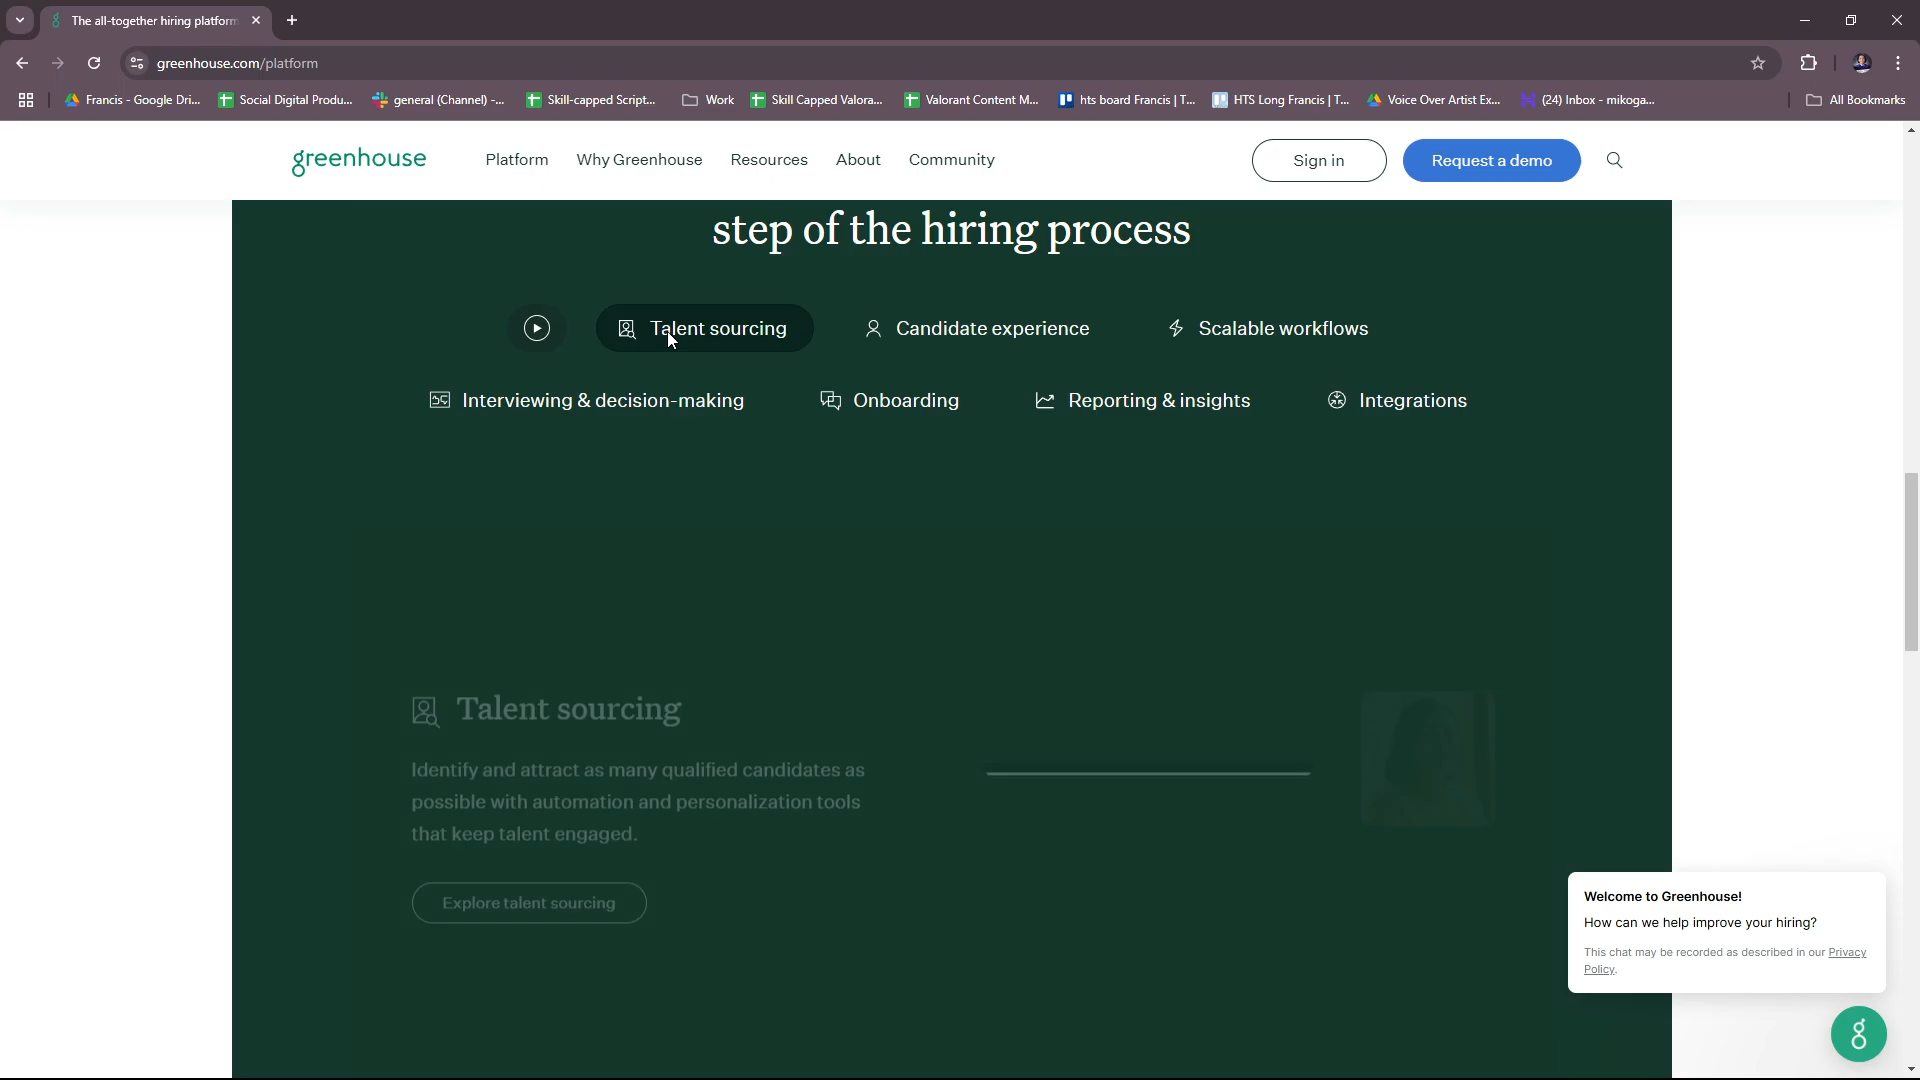 The all-together hiring platform
greenhouse.com/platform
Francis - Google Dri...
Social Digital Produ...
general (Channel) -...
Skill-capped Script...
Work
Skill Capped Valora...
Valorant Content M...
hts board Francis | T...
HTS Long Francis | T...
Voice Over Artist Ex...
(24) Inbox - mikoga...
All Bookmarks
greenhouse
Platform
Why Greenhouse
Resources
About
Community
Sign in
Request a demo
step of the hiring process
Talent sourcing
Candidate experience
Scalable workflows
Interviewing & decision-making
Onboarding
Reporting & insights
Integrations
Talent sourcing
Identify and attract as many qualified candidates as
possible with automation and personalization tools
that keep talent engaged.
Explore talent sourcing
Welcome to Greenhouse!
How can we help improve your hiring?
This chat may be recorded as described in our Privacy
Policy.